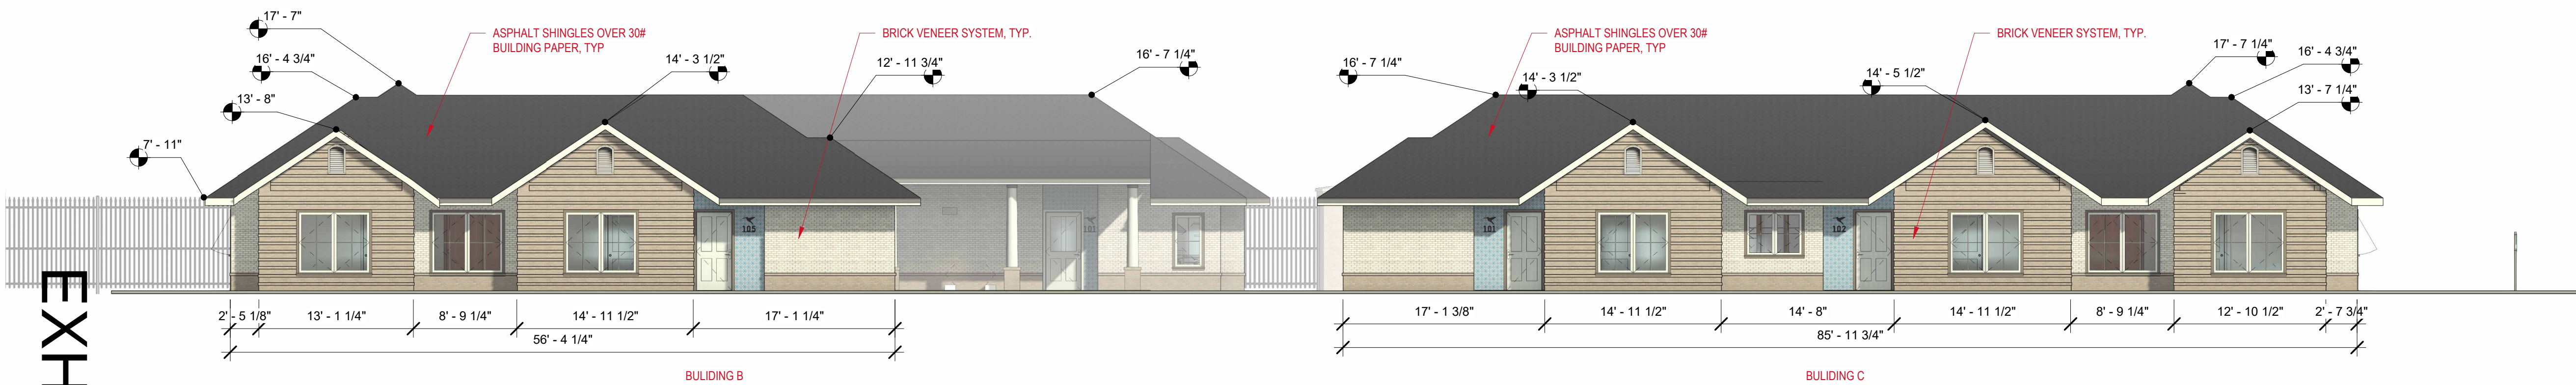 17' - 7"
16' - 4 3/4"
13' - 8"
7' - 11"
ASPHALT SHINGLES OVER 30#
BUILDING PAPER, TYP
14' - 3 1/2"
BRICK VENEER SYSTEM, TYP.
12' - 11 3/4"
16' - 7 1/4"
16' - 7 1/4"
ASPHALT SHINGLES OVER 30#
BUILDING PAPER, TYP
14' - 3 1/2"
14' - 5 1/2"
BRICK VENEER SYSTEM, TYP.
17' - 7 1/4"
16' - 4 3/4"
13' - 7 1/4"
105
101
101
102
EXH
2' - 5 1/8"
13' - 1 1/4"
8' - 9 1/4"
14' - 11 1/2"
17' - 1 1/4"
56' - 4 1/4"
17' - 1 3/8"
14' - 11 1/2"
14' - 8"
14' - 11 1/2"
8' - 9 1/4"
12' - 10 1/2"
2' - 7 3/4"
85' - 11 3/4"
BULIDING B
BULIDING C